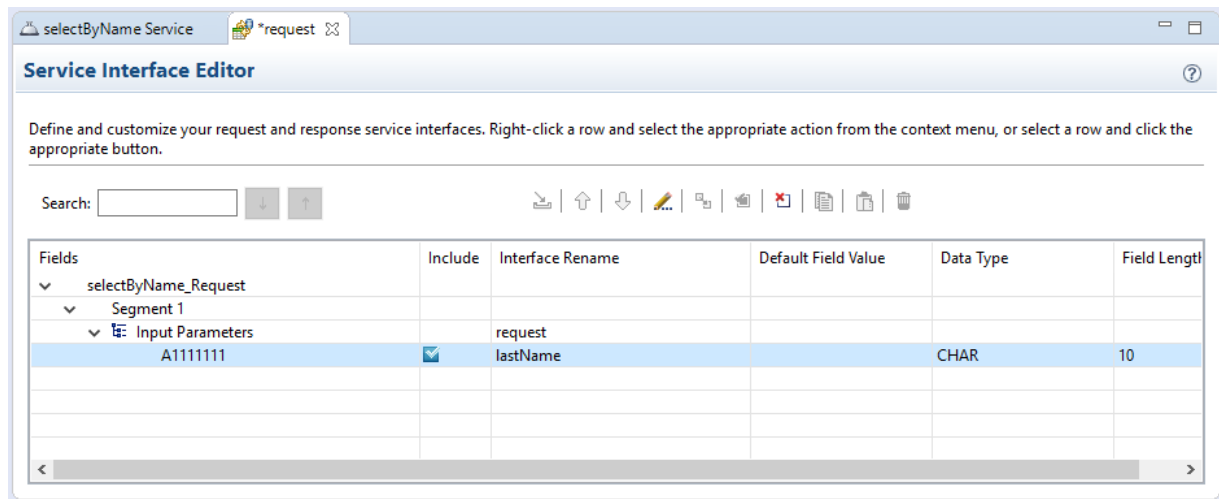 selectByName Service
*request
Service Interface Editor
Define and customize your request and response service interfaces. Right-click a row and select the appropriate action from the context menu, or select a row and click the
appropriate button.
Search:
Fields Include Interface Rename Default Field Value Data Type Field Length
selectByName_Request
Segment 1
Input Parameters request
A1111111 lastName CHAR 10